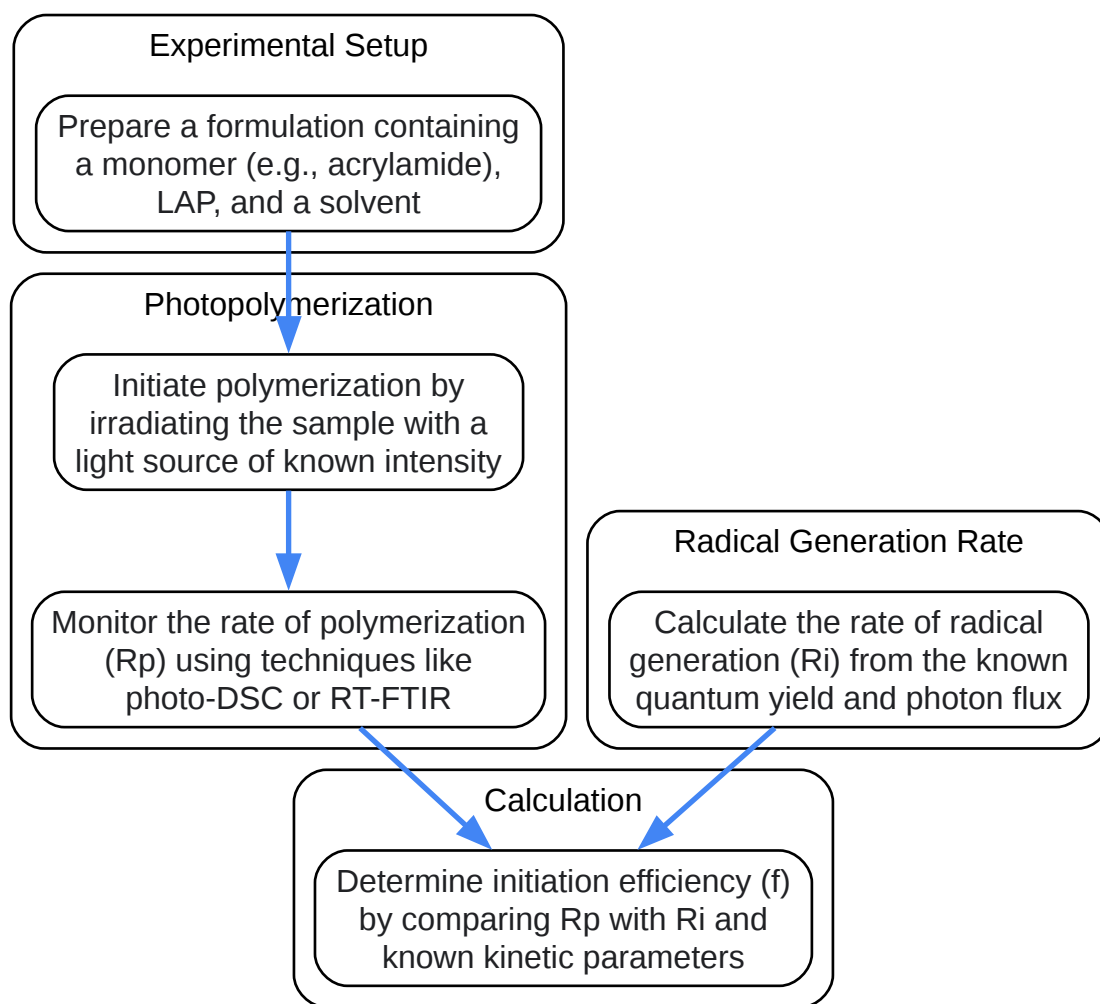 Experimental Setup
Prepare a formulation containing
a monomer (e.g., acrylamide),
LAP, and a solvent
Photopolymerization
Initiate polymerization by
irradiating the sample with a
light source of known intensity
Monitor the rate of polymerization
(Rp) using techniques like
photo-DSC or RT-FTIR
Radical Generation Rate
Calculate the rate of radical
generation (Ri) from the known
quantum yield and photon flux
Calculation
Determine initiation efficiency (f)
by comparing Rp with Ri and
known kinetic parameters